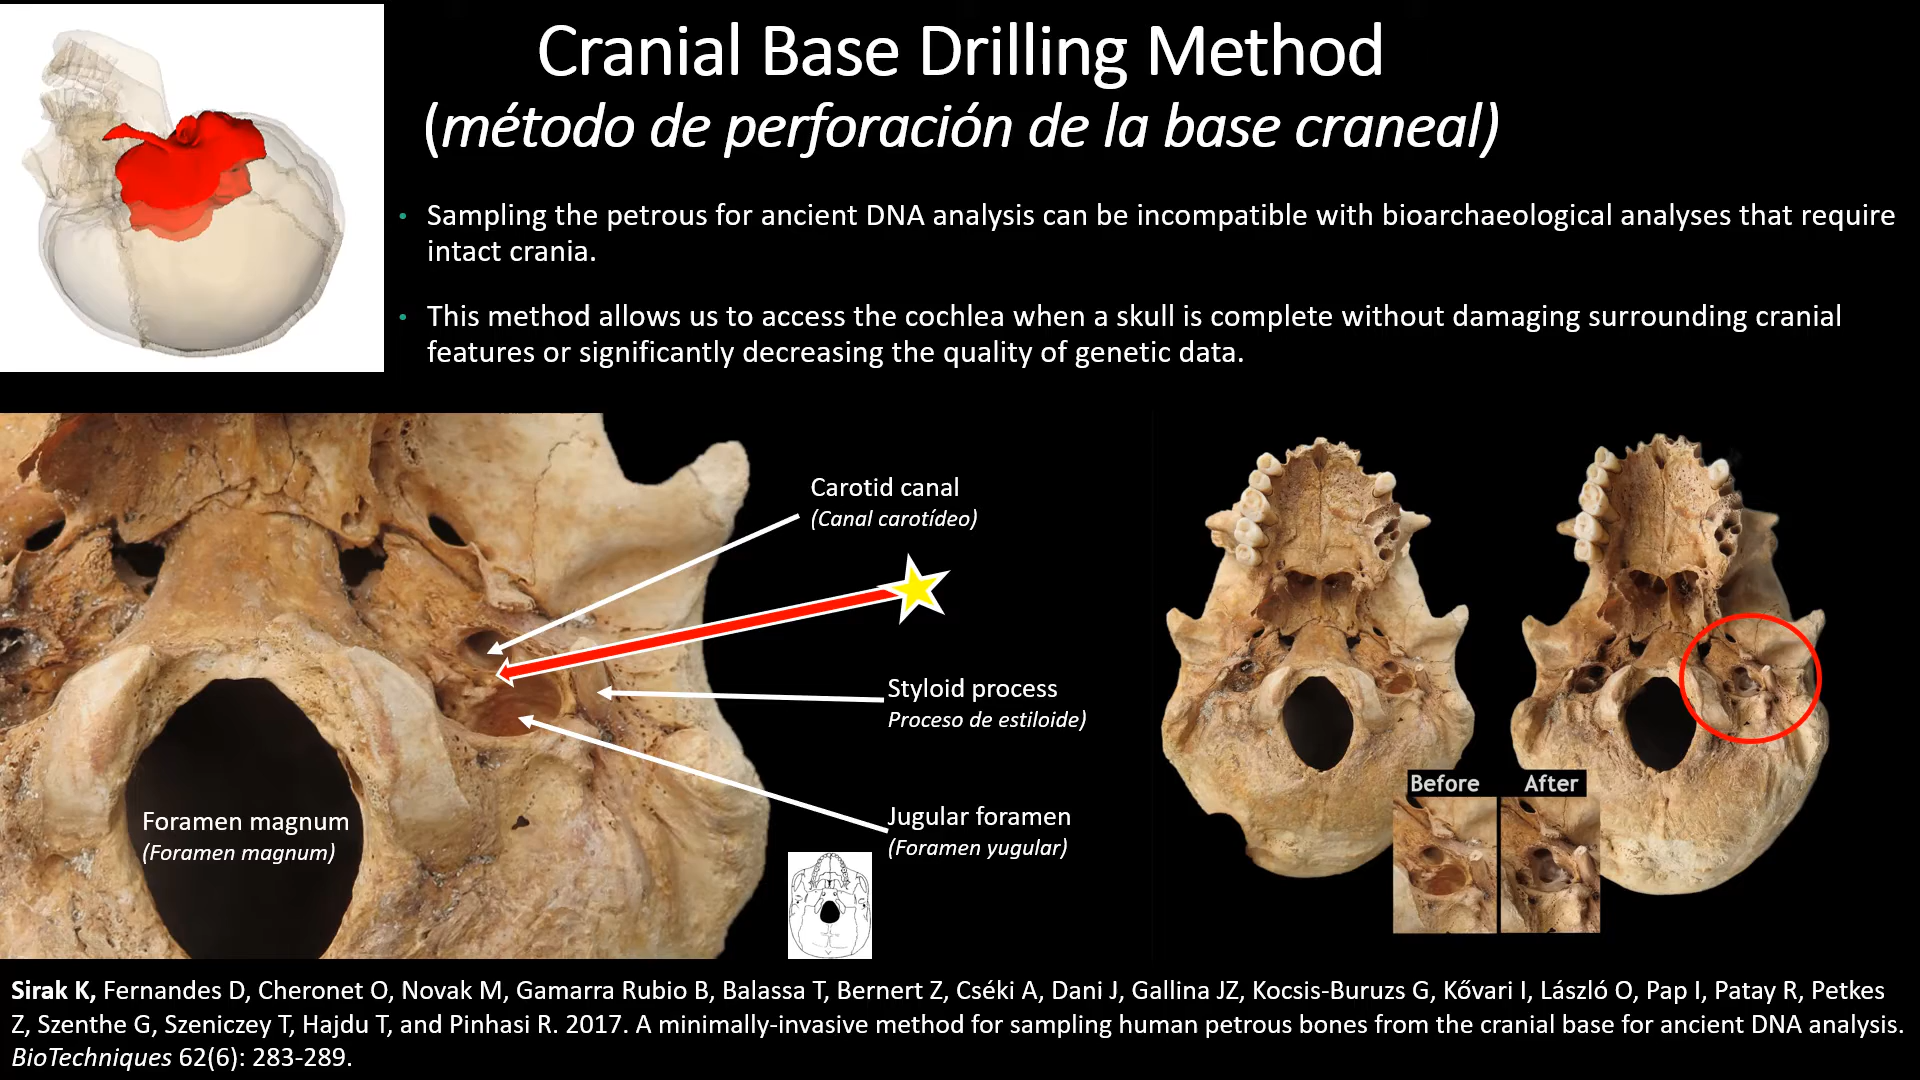 Cranial Base Drilling Method
(método de perforación de la base craneal)
• Sampling the petrous for ancient DNA analysis can be incompatible with bioarchaeological analyses that require
intact crania.
• This method allows us to access the cochlea when a skull is complete without damaging surrounding cranial
features or significantly decreasing the quality of genetic data.
Carotid canal
(Canal carotídeo)
Styloid process
Proceso de estiloide)
Jugular foramen
(Foramen yugular)
Foramen magnum
(Foramen magnum)
Before
After
Sirak K, Fernandes D, Cheronet O, Novak M, Gamarra Rubio B, Balassa T, Bernert Z, Cséki A, Dani J, Gallina JZ, Kocsis-Buruzs G, Kővari I, László O, Pap I, Patay R, Petkes
Z, Szenthe G, Szeniczey T, Hajdu T, and Pinhasi R. 2017. A minimally-invasive method for sampling human petrous bones from the cranial base for ancient DNA analysis.
BioTechniques 62(6): 283-289.